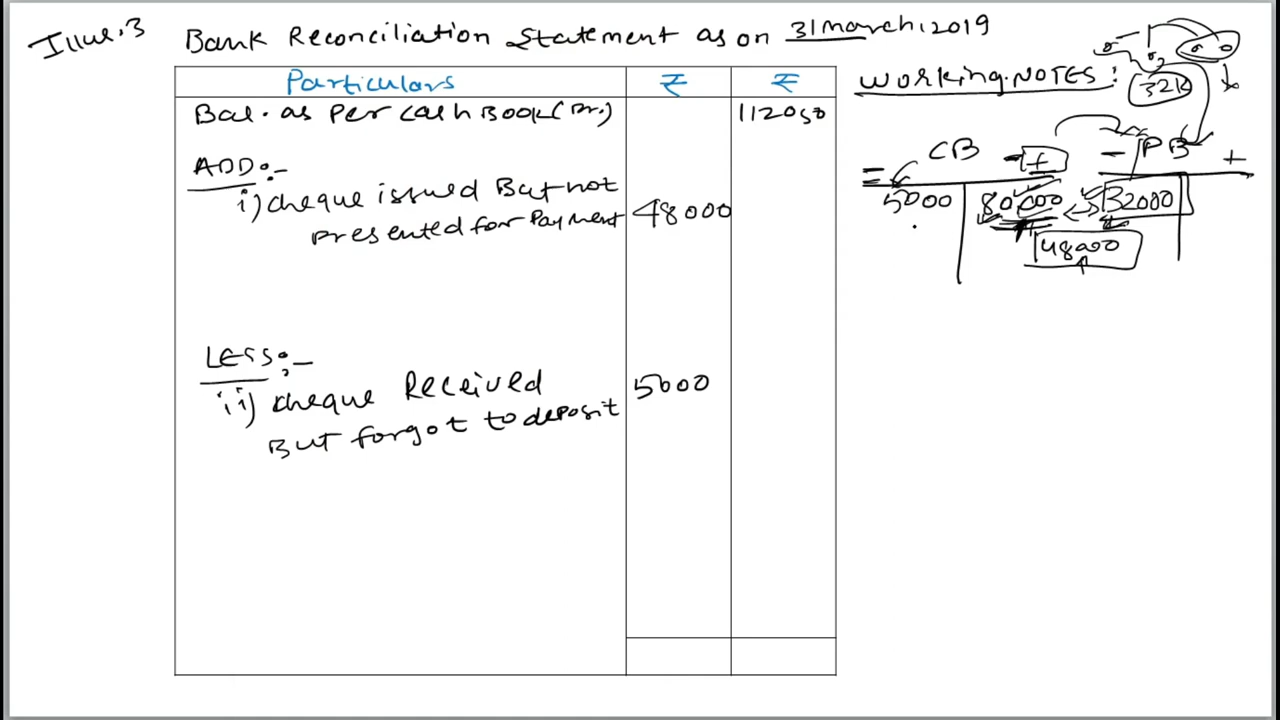 Illus.3
Bank Reconciliation Statement as on 31 march, 2019
Particulars ₹ ₹
Bal. as Per cash Book (Dr.) 112050
ADD:-
i) cheque issued But not
presented for Payment 48000
LESS:-
ii) cheque Received 5000
But forgot to deposit
WORKING NOTES:
32K
CB + - PB +
5000 80,000 32000
48000